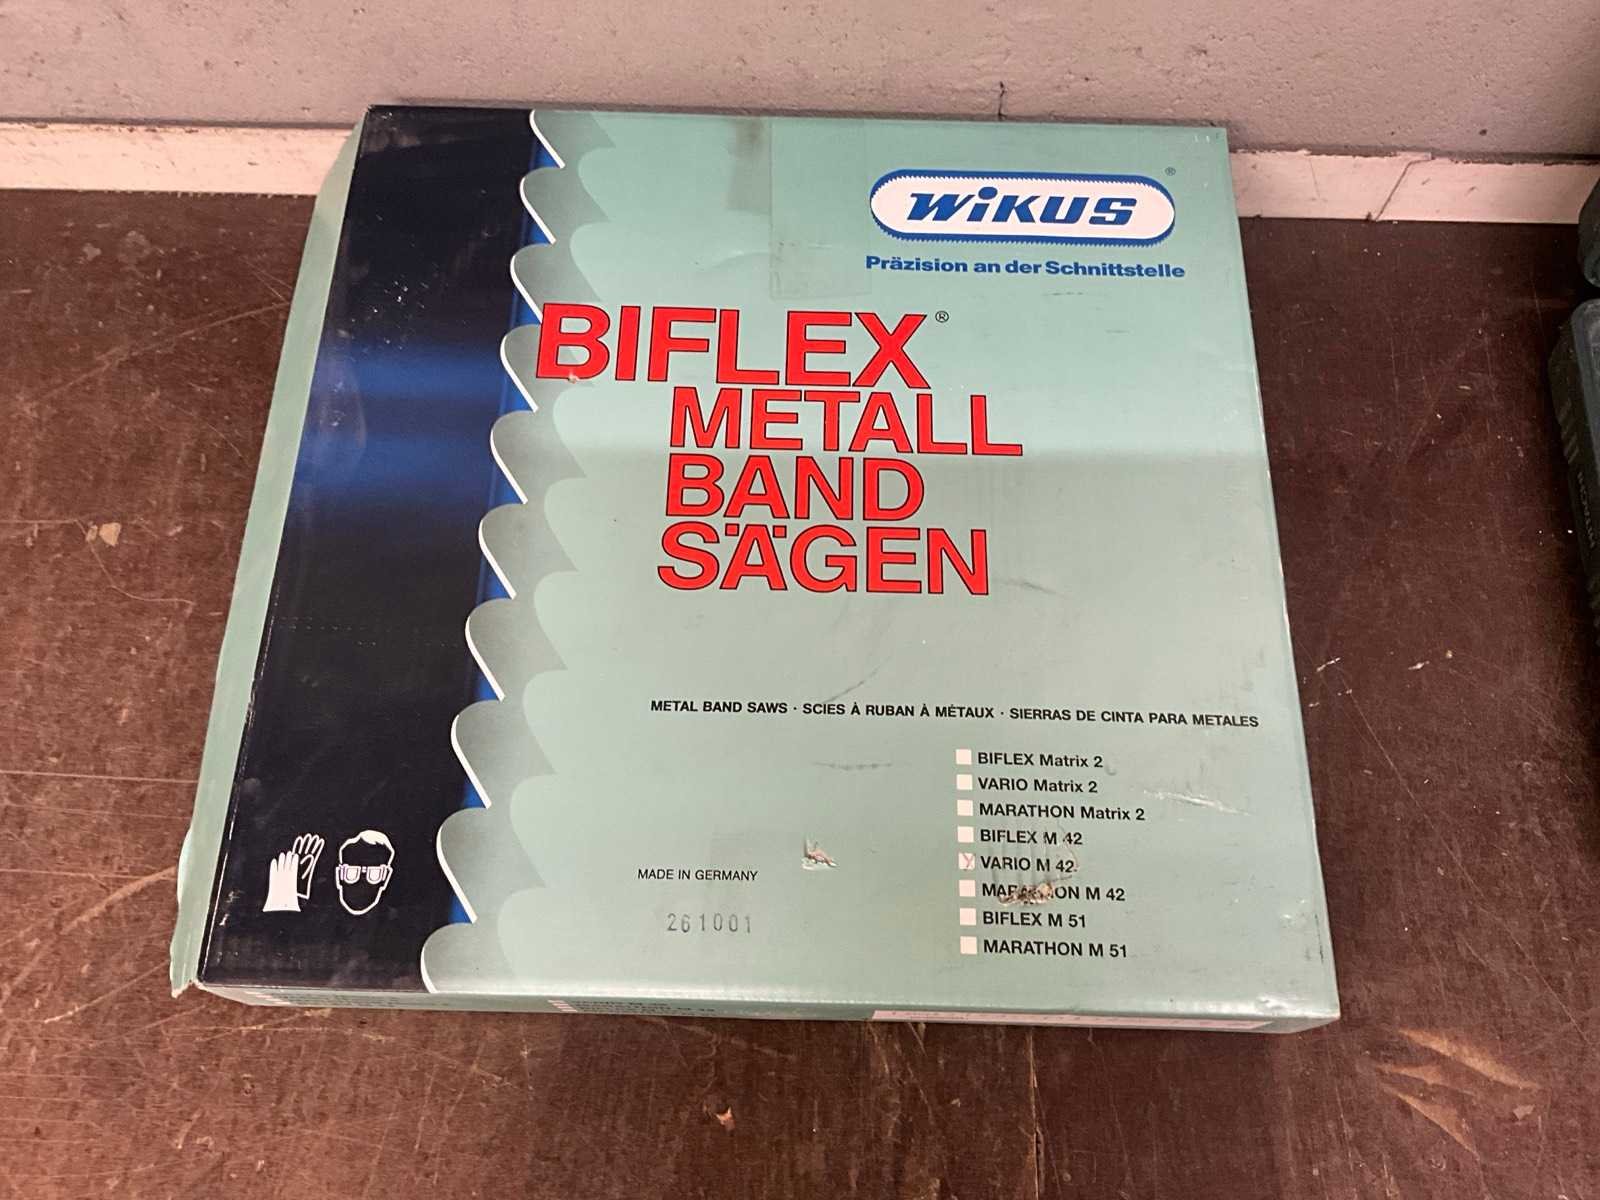 WiKUS ®
Präzision an der Schnittstelle
BIFLEX ®
METALL
BAND
SÄGEN
METAL BAND SAWS · SCIES À RUBAN À MÉTAUX · SIERRAS DE CINTA PARA METALES
BIFLEX Matrix 2
VARIO Matrix 2
MARATHON Matrix 2
BIFLEX M 42
X VARIO M 42
MARATHON M 42
BIFLEX M 51
MARATHON M 51
MADE IN GERMANY
261001